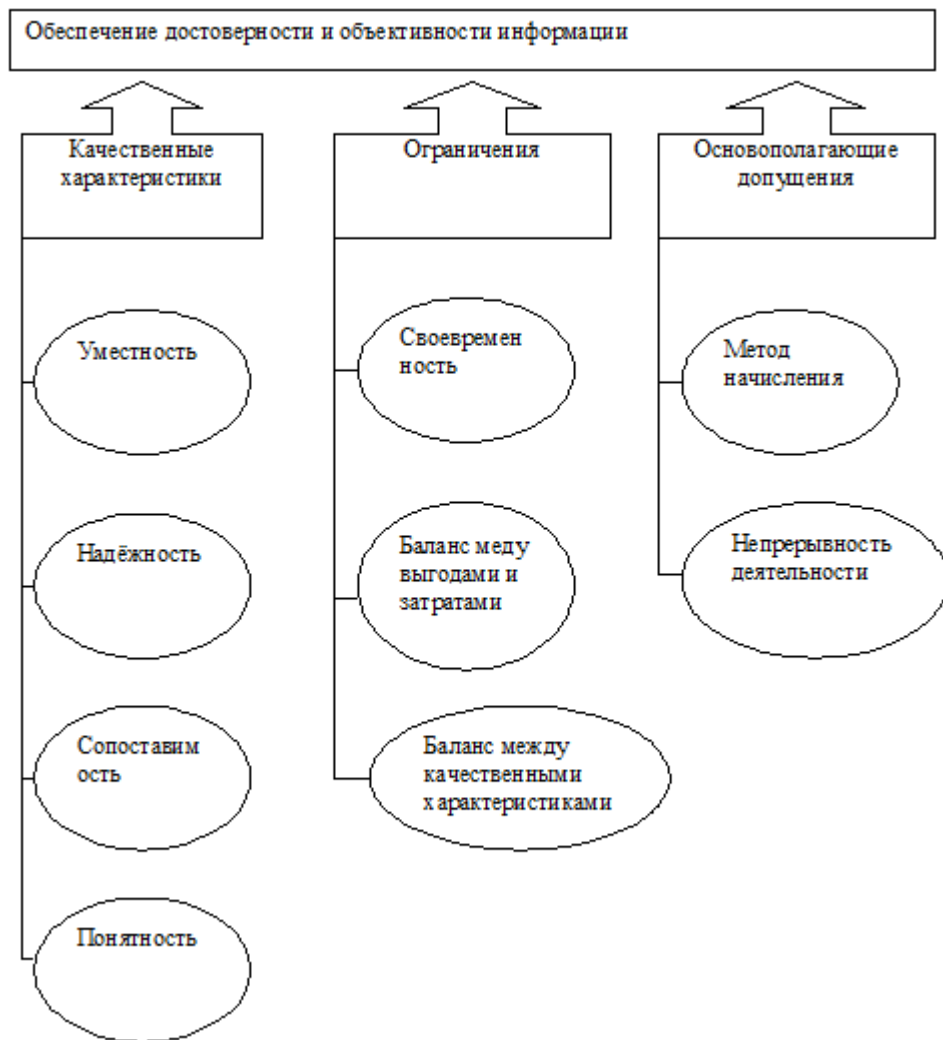 Обеспечение достоверности и объективности информации
Качественные
характеристики
Ограничения
Основополагающие
допущения
Уместность
Своевремен
ность
Метод
начисления
Надёжность
Баланс меду
выгодами и
затратами
Непрерывность
деятельности
Сопоставим
ость
Баланс между
качественными
характеристиками
Понятность